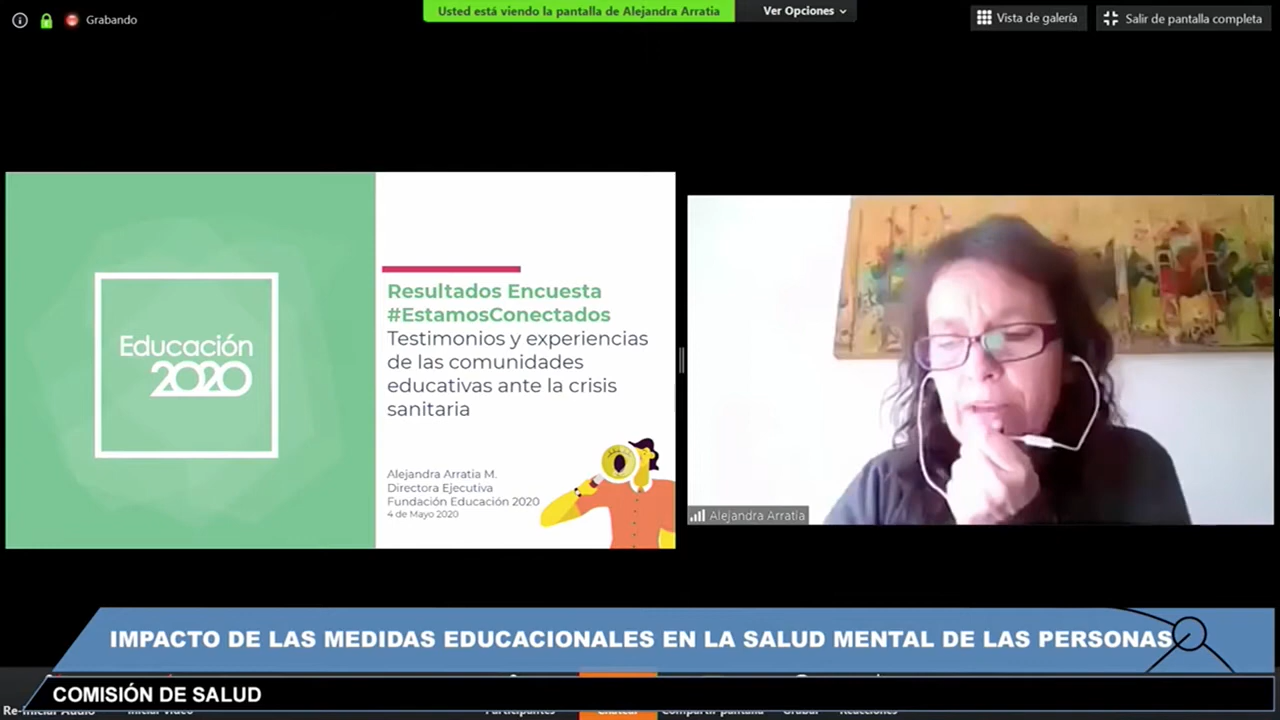 Grabando
Usted está viendo la pantalla de Alejandra Arratia
Ver Opciones
Vista de galería
Salir de pantalla completa
Educación
2020
Resultados Encuesta
#EstamosConectados
Testimonios y experiencias
de las comunidades
educativas ante la crisis
sanitaria
Alejandra Arratia M.
Directora Ejecutiva
Fundación Educación 2020
4 de Mayo 2020
Alejandra Arratia
IMPACTO DE LAS MEDIDAS EDUCACIONALES EN LA SALUD MENTAL DE LAS PERSONAS
COMISIÓN DE SALUD